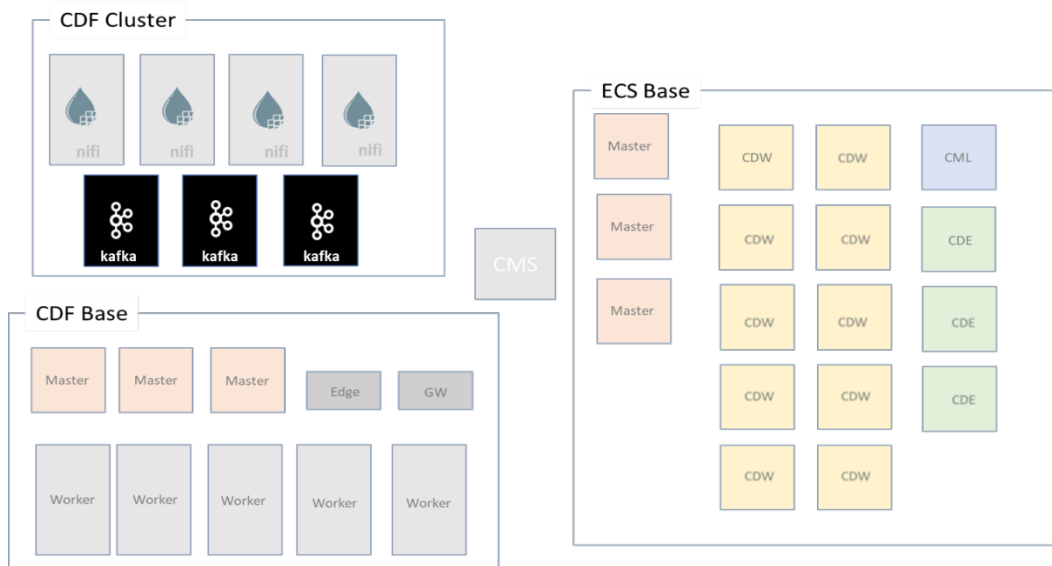 CDF Cluster
nifi nifi nifi nifi
kafka kafka kafka
CMS
CDF Base
Master Master Master Edge GW
Worker Worker Worker Worker Worker
ECS Base
Master CDW CDW CML
Master CDW CDW CDE
Master CDW CDW CDE
CDW CDW CDE
CDW CDW